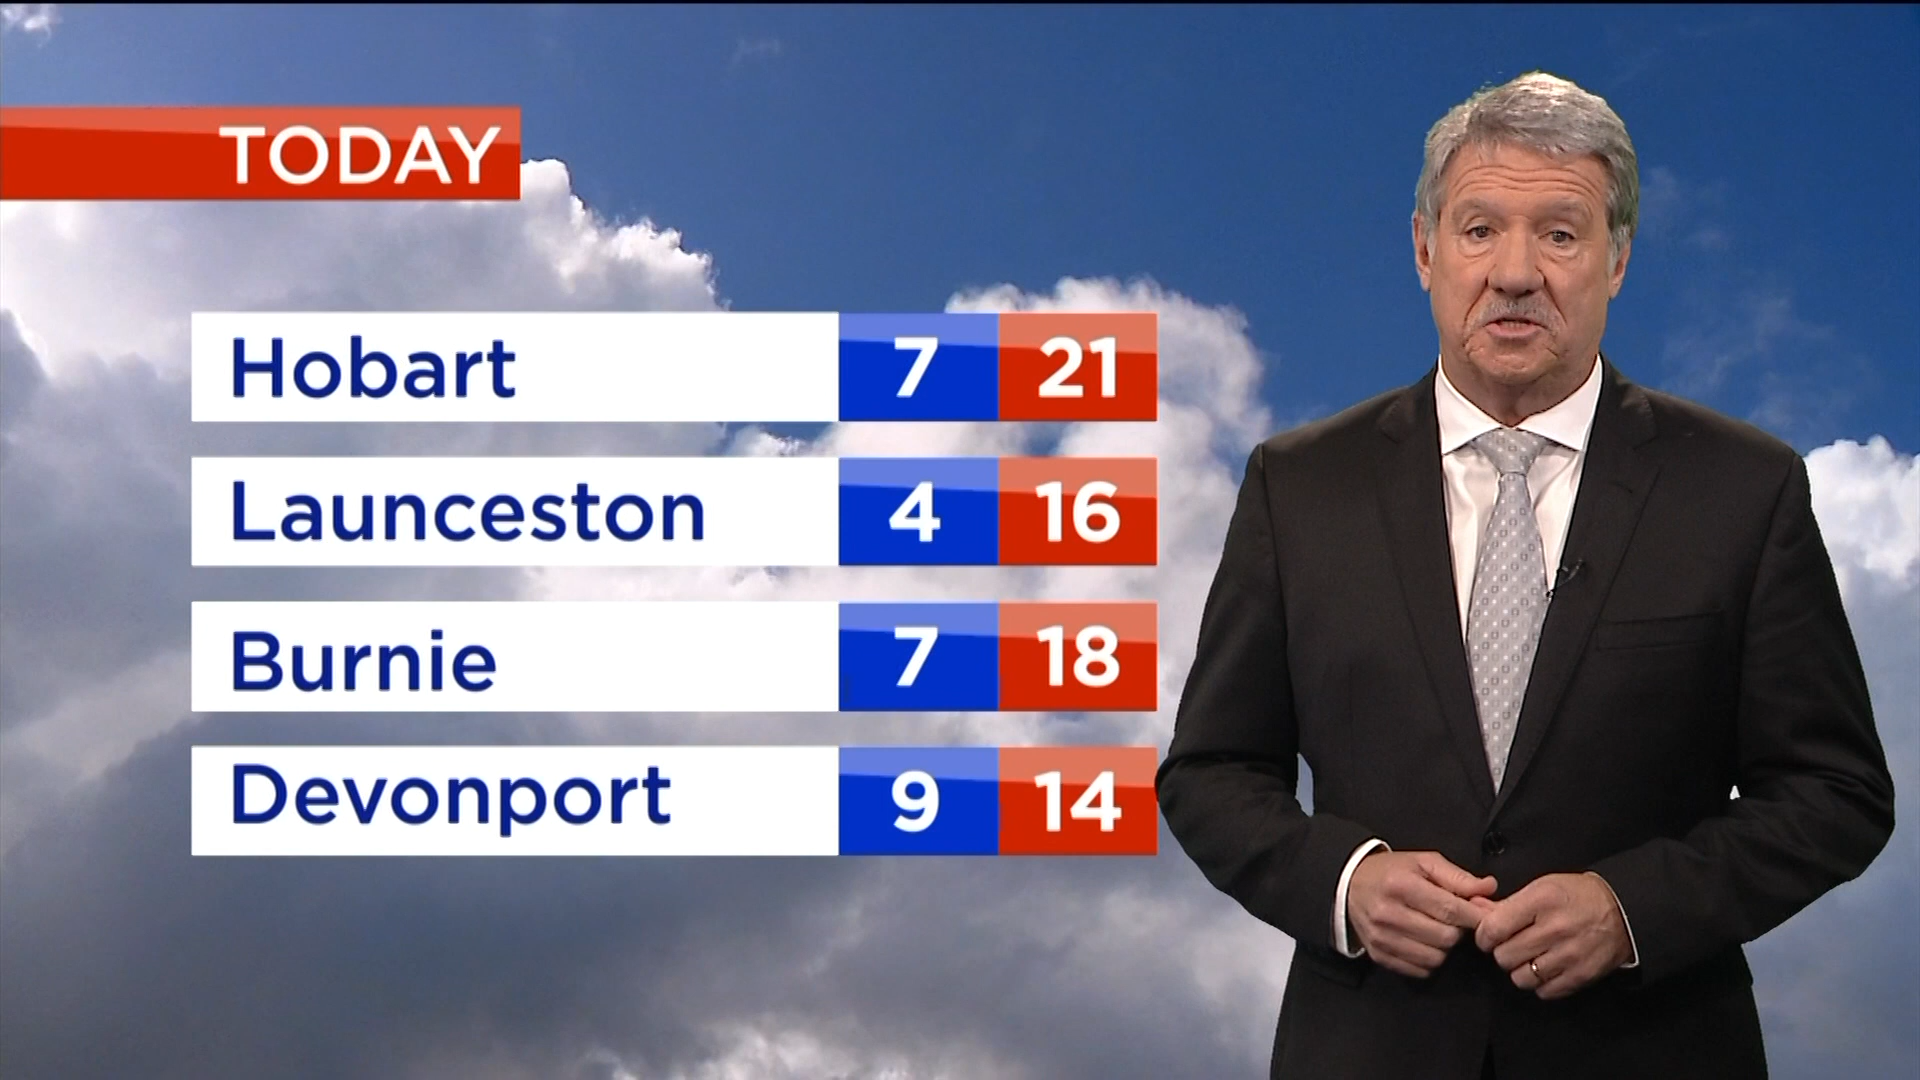 TODAY
Hobart 7 21
Launceston 4 16
Burnie 7 18
Devonport 9 14